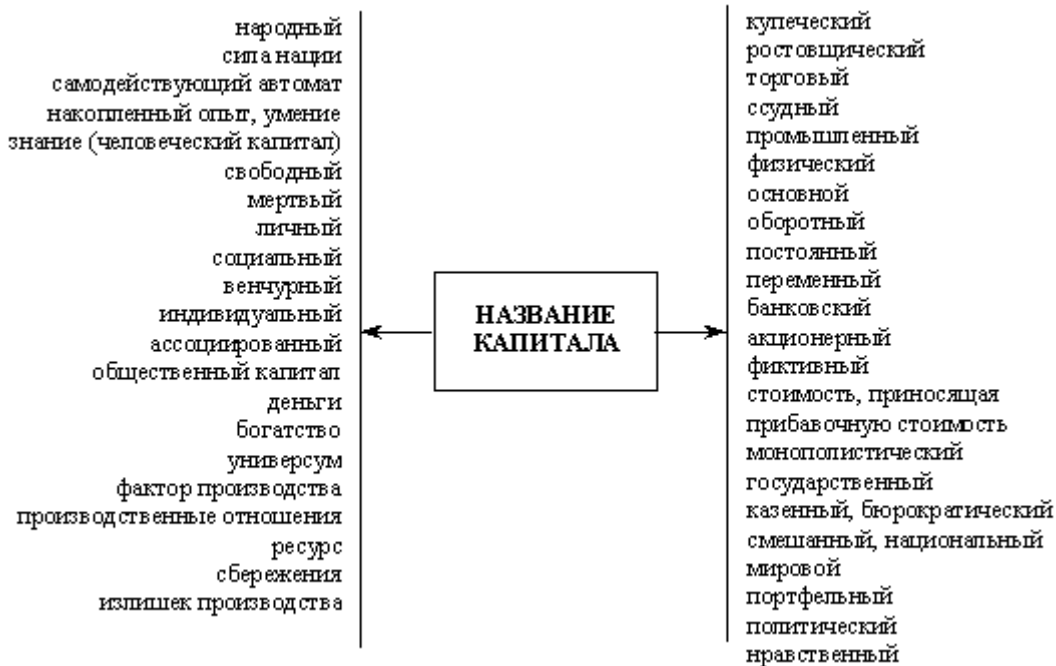 народный
сила нации
самодействующий автомат
накопленный опыт, умение
знание (человеческий капитал)
свободный
мертвый
личный
социальный
венчурный
индивидуальный
ассоциированный
общественный капитал
деньги
богатство
универсум
фактор производства
производственные отношения
ресурс
сбережения
излишек производства
НАЗВАНИЕ
КАПИТАЛА
купеческий
ростовщический
торговый
ссудный
промышленный
физический
основной
оборотный
постоянный
переменный
банковский
акционерный
фиктивный
стоимость, приносящая
прибавочную стоимость
монополистический
государственный
казенный, бюрократический
смешанный, национальный
мировой
портфельный
политический
нравственный